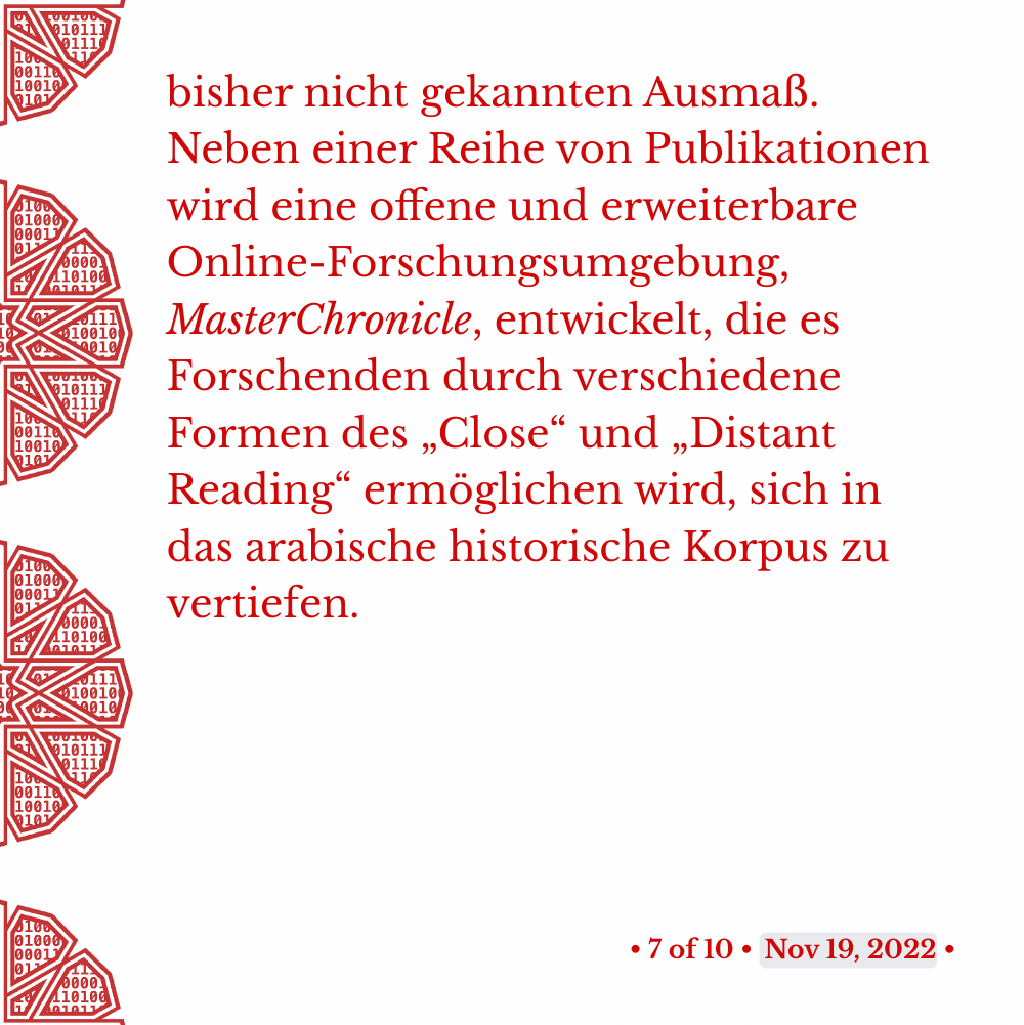 bisher nicht gekannten Ausmaß.
Neben einer Reihe von Publikationen
wird eine offene und erweiterbare
Online-Forschungsumgebung,
MasterChronicle, entwickelt, die es
Forschenden durch verschiedene
Formen des „Close“ und „Distant
Reading“ ermöglichen wird, sich in
das arabische historische Korpus zu
vertiefen.
• 7 of 10 • Nov 19, 2022 •